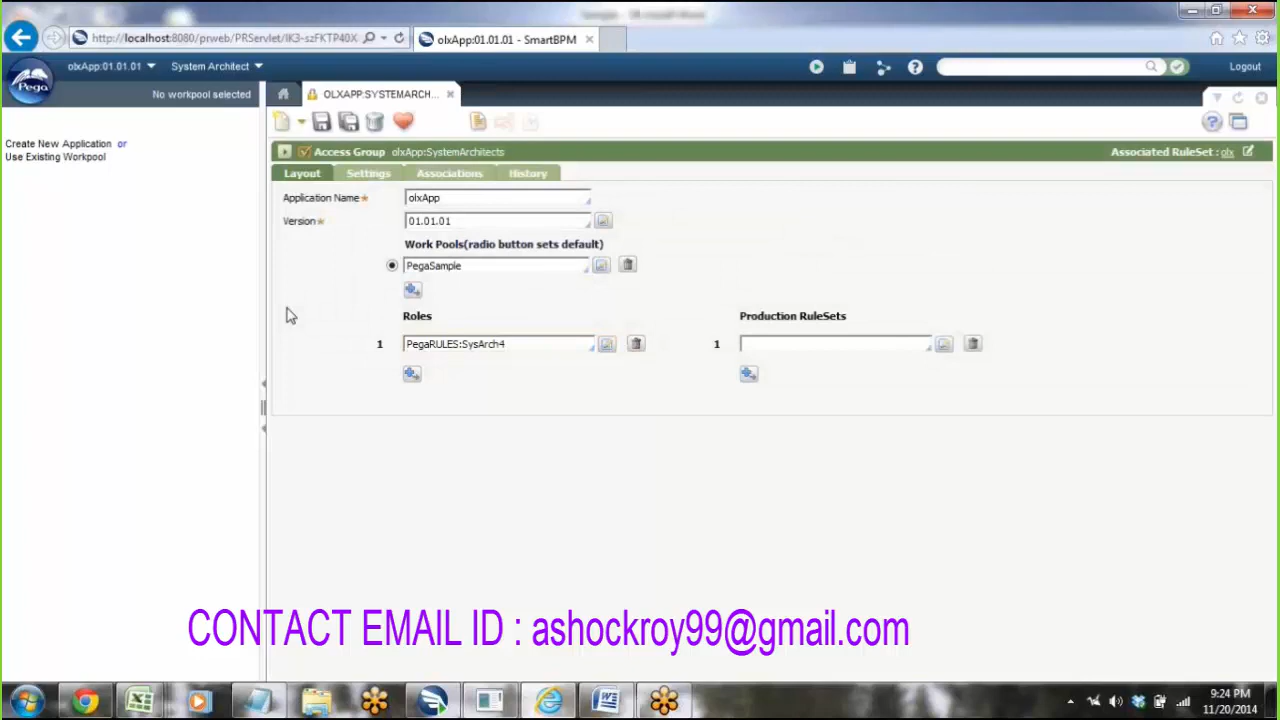 http://localhost:8080/prweb/PRServlet/IK3-szFKTP40X
olxApp:01.01.01 - SmartBPM
olxApp:01.01.01
System Architect
Logout
Pega
No workpool selected
OLXAPP:SYSTEMARCH...
Create New Application or
Use Existing Workpool
Access Group olxApp:SystemArchitects
Associated RuleSet : olx
Layout Settings Associations History
Application Name* olxApp
Version* 01.01.01
Work Pools(radio button sets default)
PegaSample
Roles
Production RuleSets
1 PegaRULES:SysArch4
1
CONTACT EMAIL ID : ashockroy99@gmail.com
9:24 PM
11/20/2014